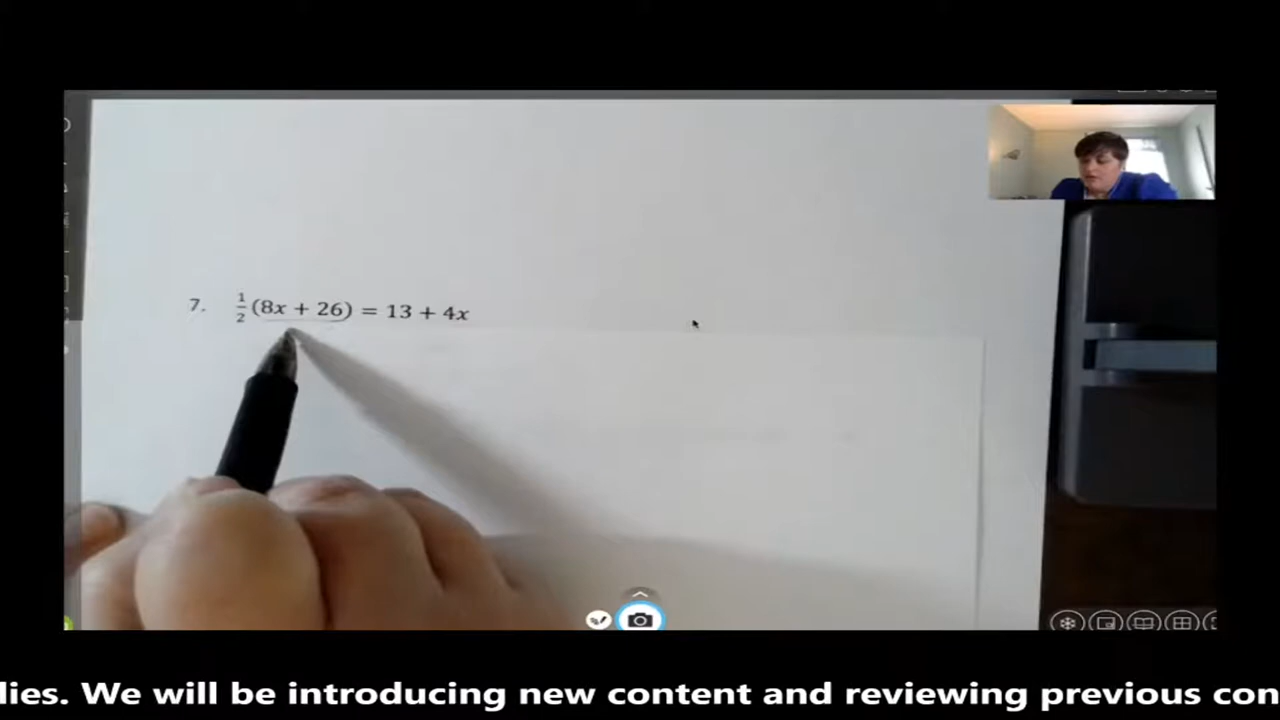 7. 1/2(8x + 26) = 13 + 4x
lies. We will be introducing new content and reviewing previous con